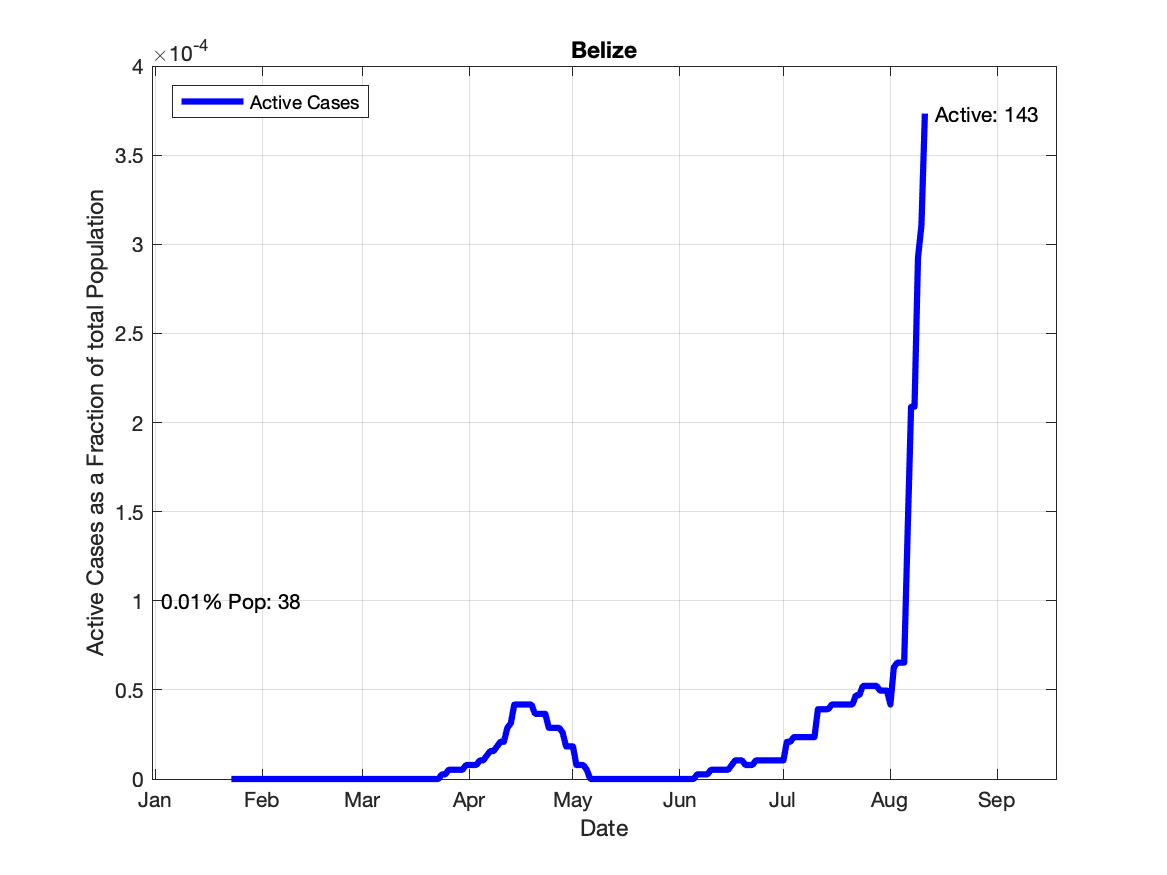 Belize
×10-4
Active Cases
Active: 143
4
3.5
3
2.5
2
1.5
1
0.5
0
0.01% Pop: 38
Active Cases as a Fraction of total Population
Jan Feb Mar Apr May Jun Jul Aug Sep
Date